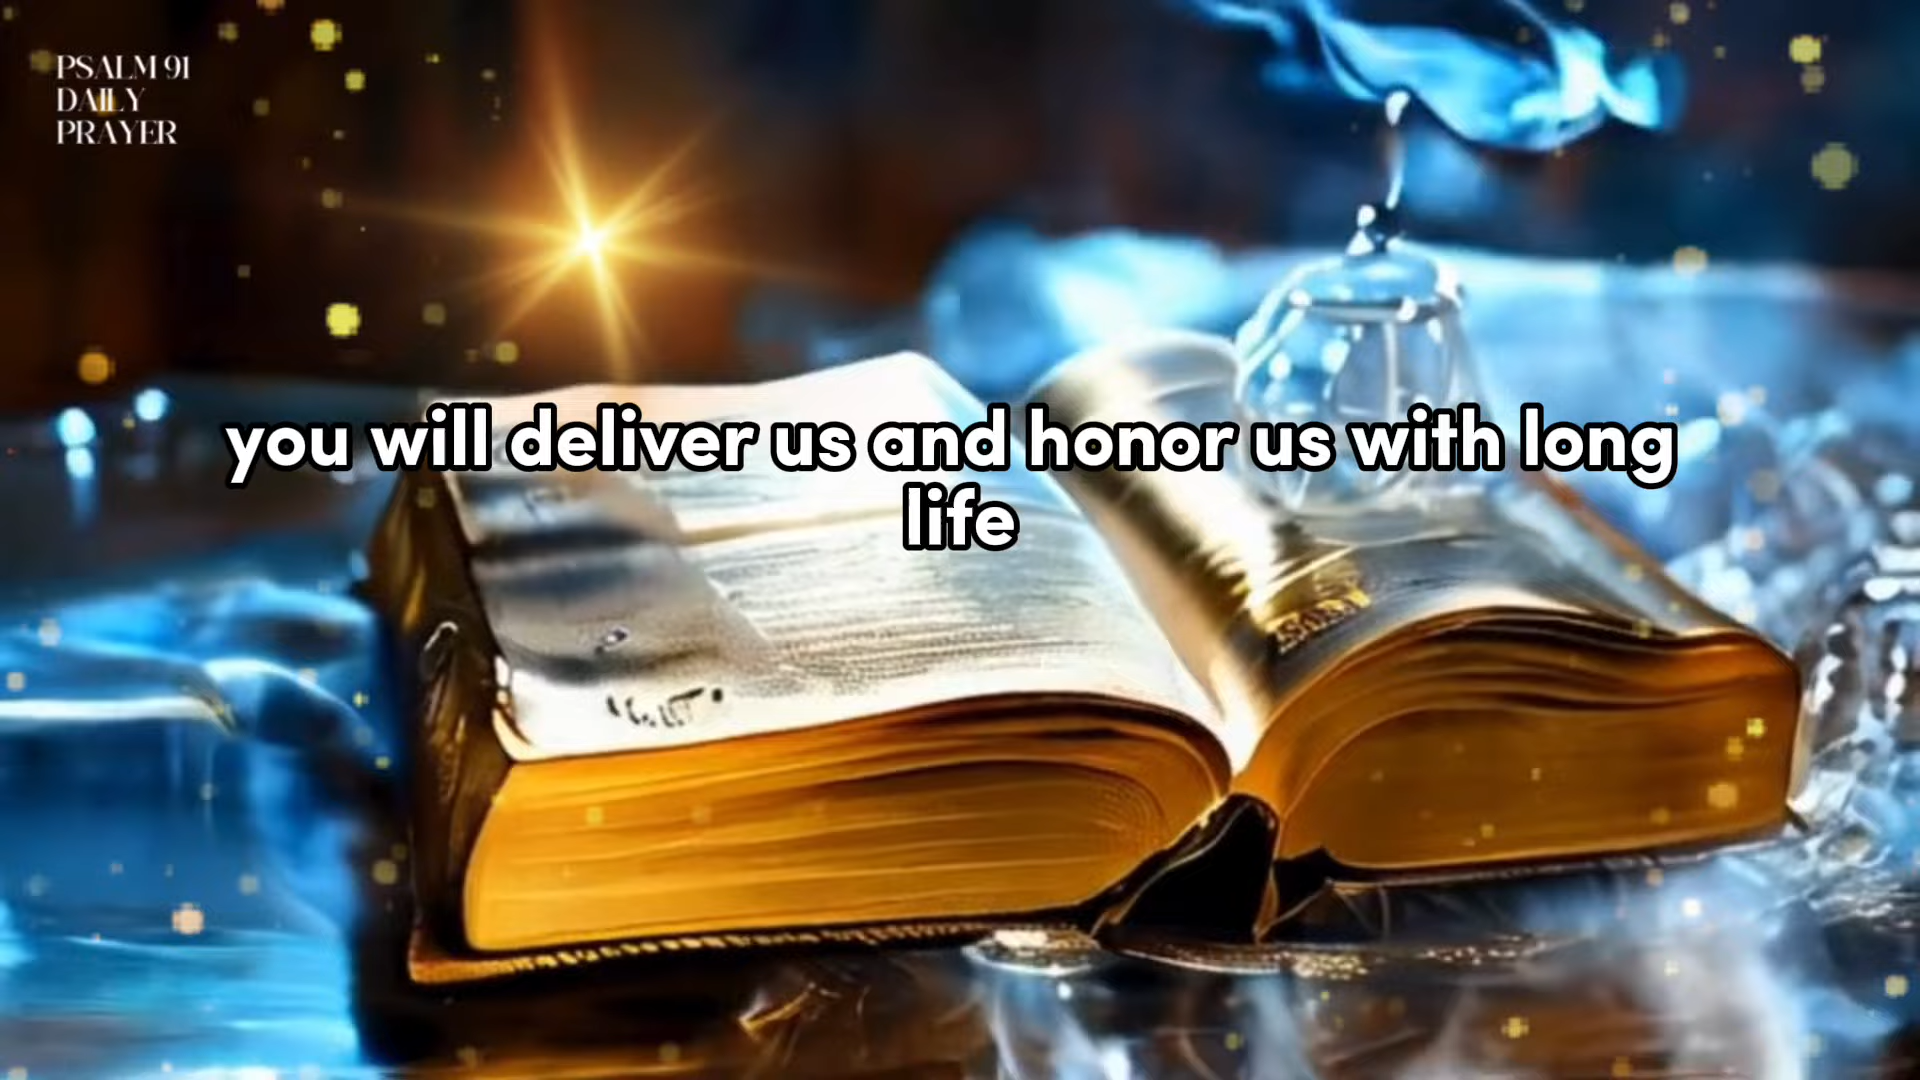 PSALM 91
DAILY
PRAYER
you will deliver us and honor us with long
life